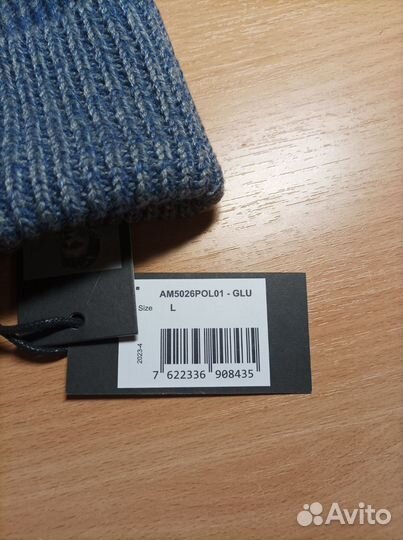 AM5026POL01 - GLU
Size L
2023-4
7 622336 908435
Avito